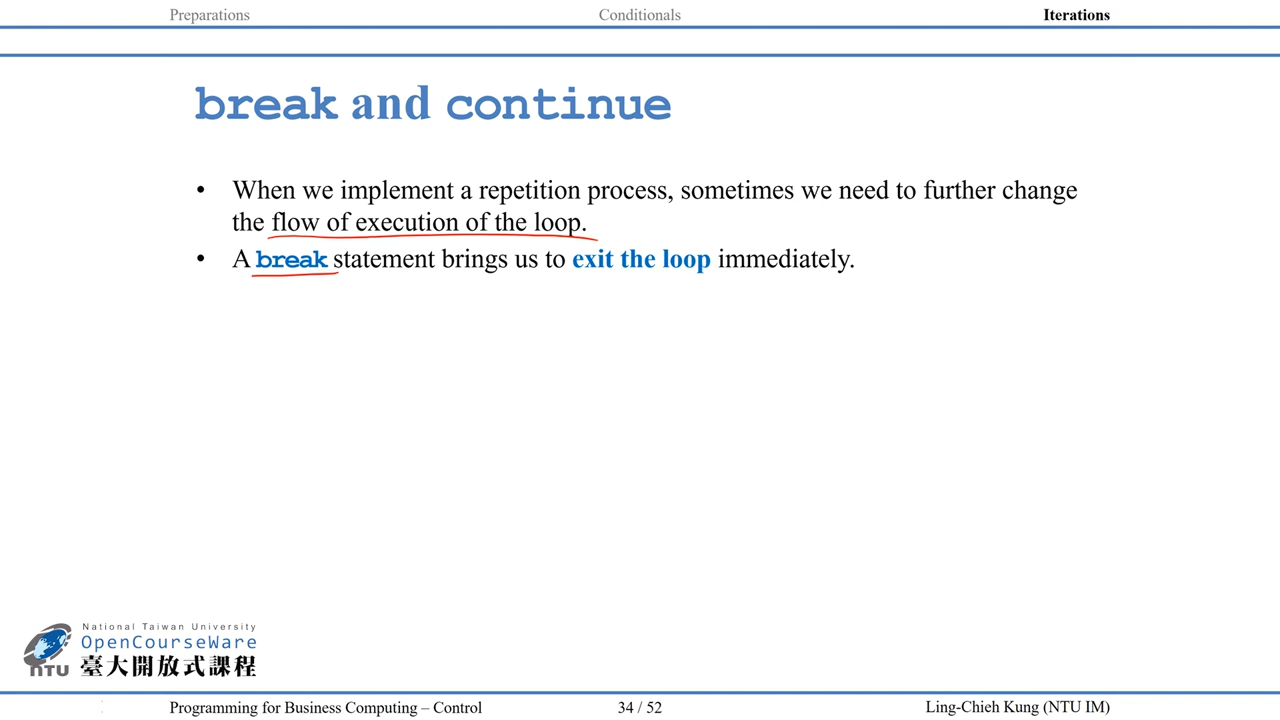 Preparations
Conditionals
Iterations
break and continue
• When we implement a repetition process, sometimes we need to further change
the flow of execution of the loop.
• A break statement brings us to exit the loop immediately.
National Taiwan University
OpenCourseWare
NTU 臺大開放式課程
Programming for Business Computing – Control
34 / 52
Ling-Chieh Kung (NTU IM)